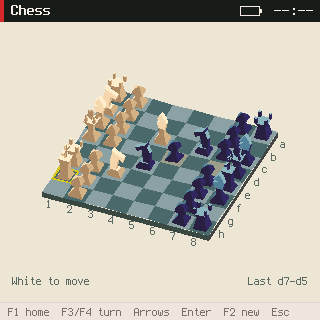 Chess --:--
a
b
c
d
e
f
g
h
1 2 3 4 5 6 7 8
White to move Last d7-d5
F1 home F3/F4 turn Arrows Enter F2 new Esc